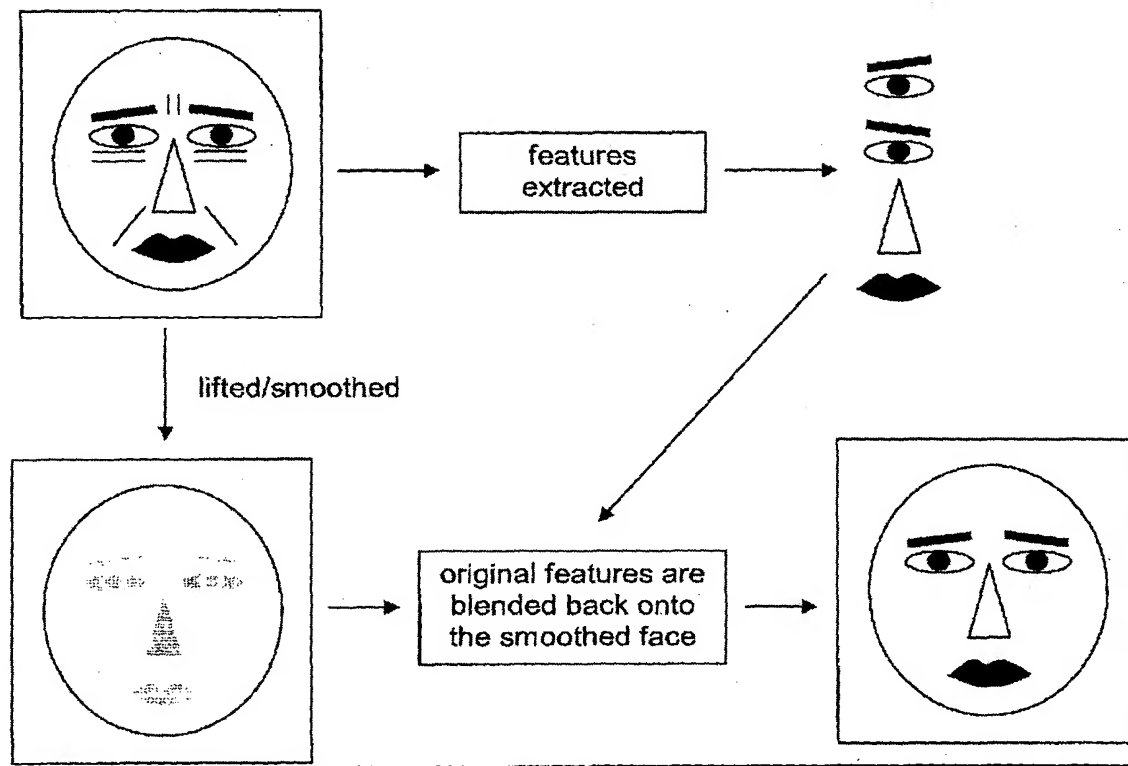 features
extracted
lifted/smoothed
original features are
blended back onto
the smoothed face